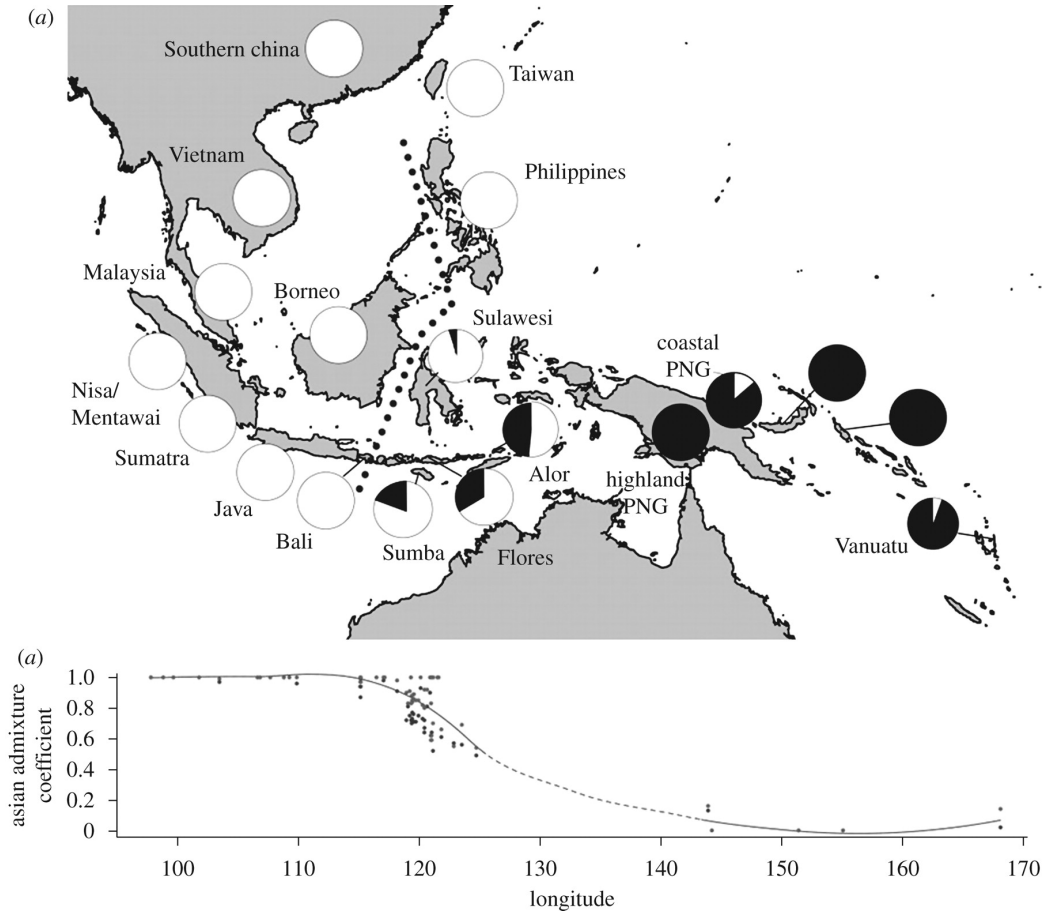 (a)
Southern china
Taiwan
Vietnam
Philippines
Malaysia
Borneo
Sulawesi
coastal
PNG
Nisa/
Mentawai
Sumatra
Alor
highland
PNG
Java
Bali
Sumba
Flores
Vanuatu
(a)
asian admixture
coefficient
1.0
0.8
0.6
0.4
0.2
0
100
110
120
130
140
150
160
170
longitude